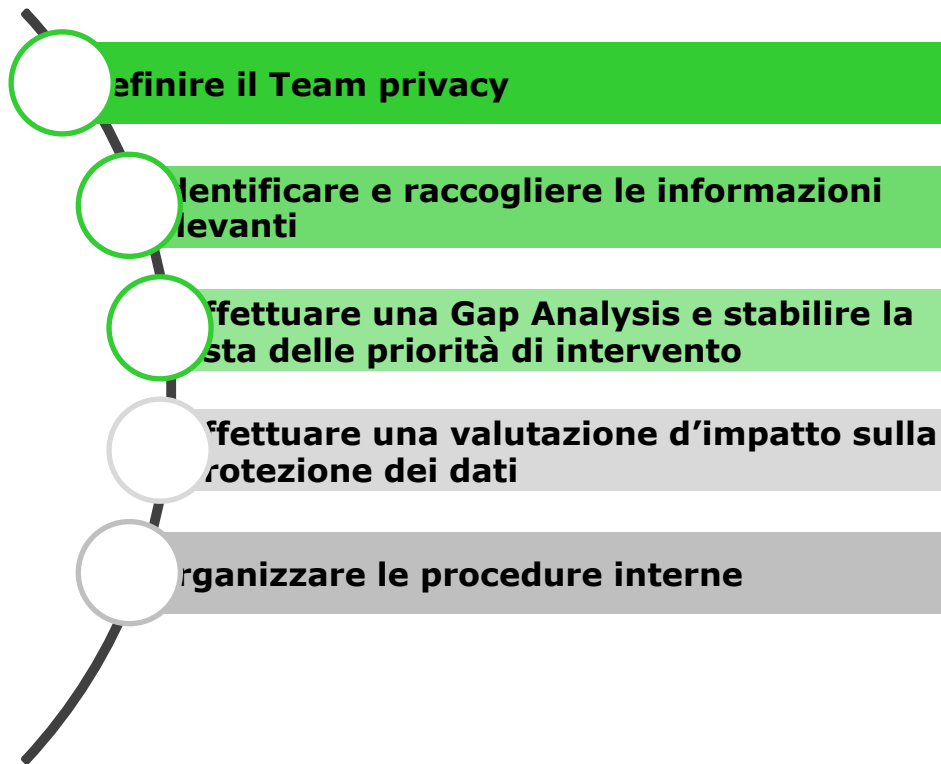 efinire il Team privacy
dentificare e raccogliere le informazioni
levanti
ffettuare una Gap Analysis e stabilire la
sta delle priorità di intervento
ffettuare una valutazione d’impatto sulla
rotezione dei dati
rganizzare le procedure interne